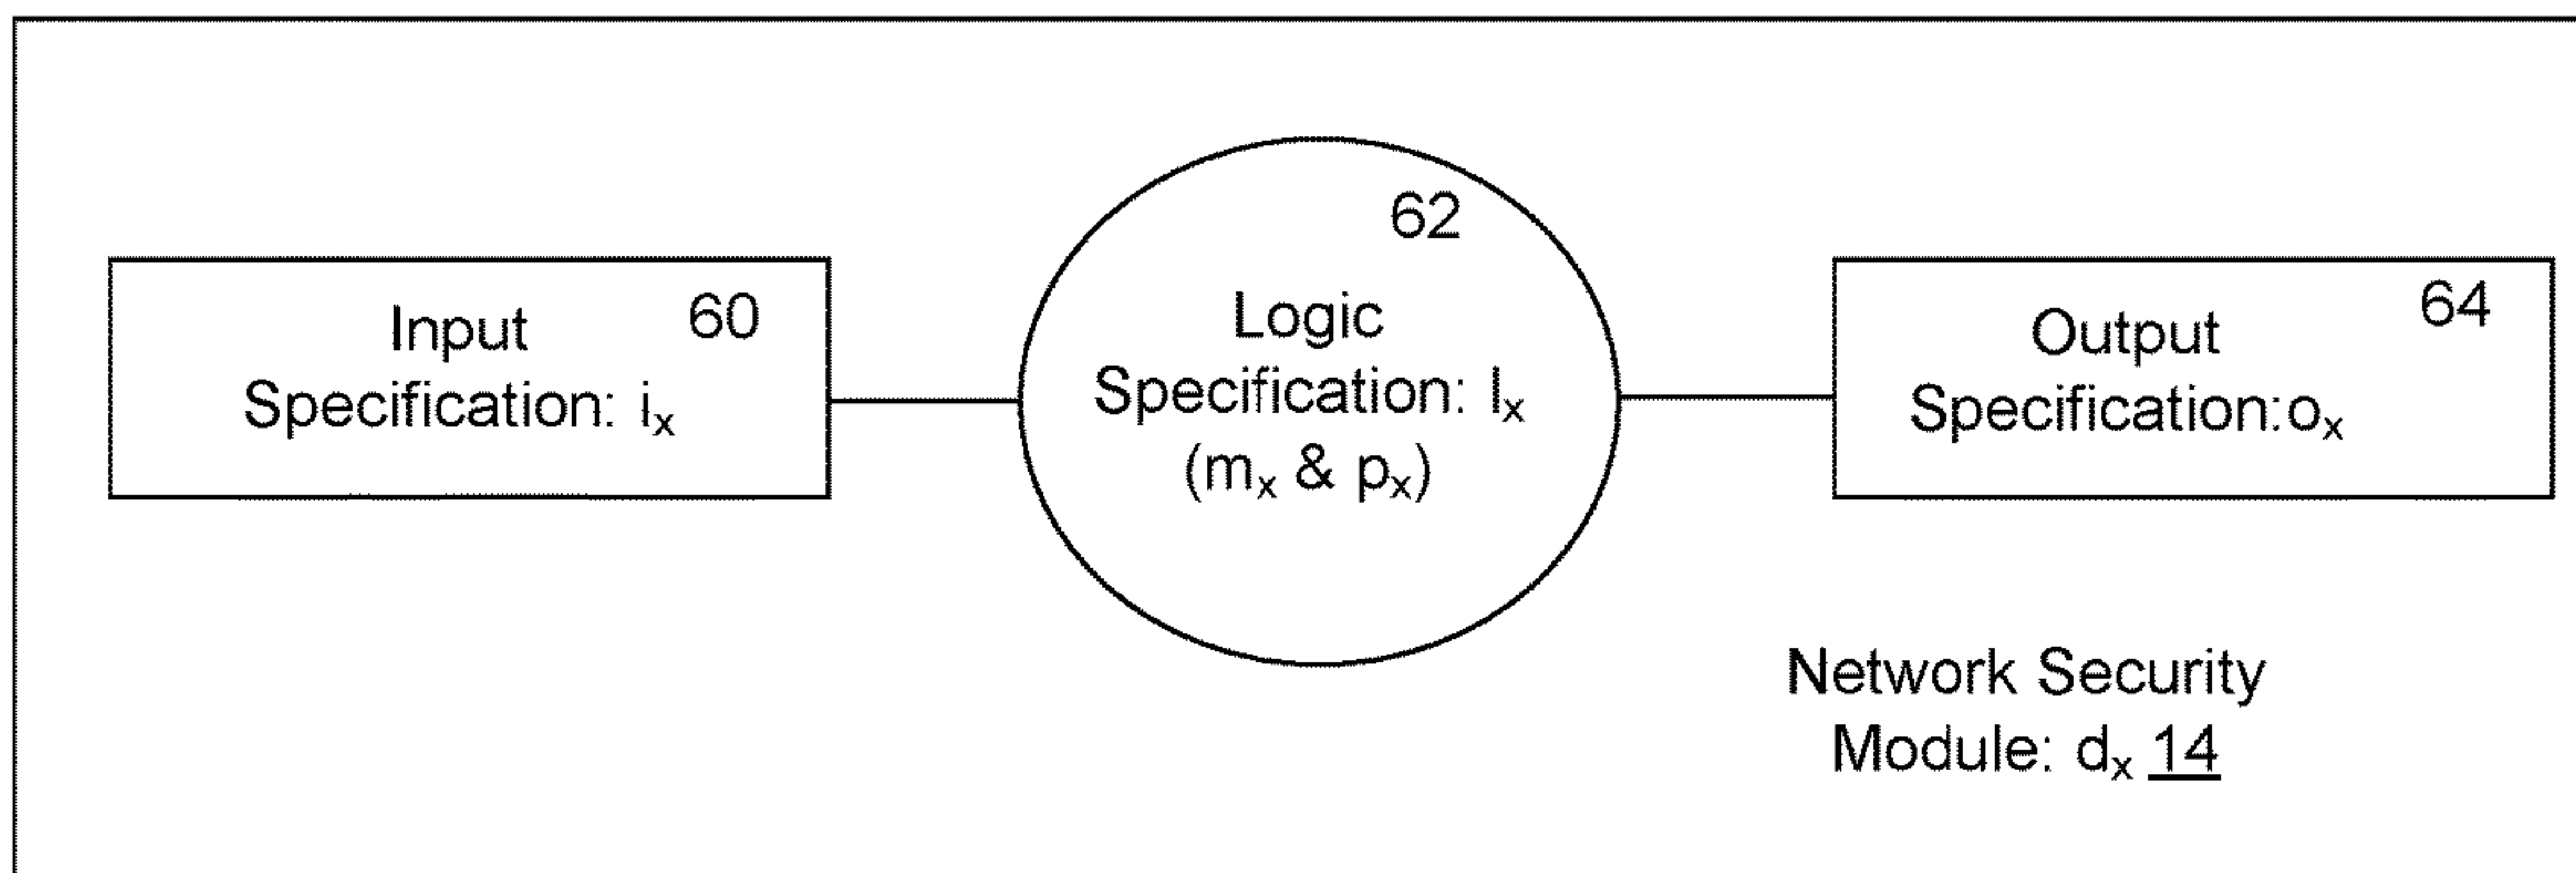 Input 60
Specification: iₓ
62
Logic
Specification: lₓ
(mₓ & pₓ)
64
Output
Specification:oₓ
Network Security
Module: dₓ 14